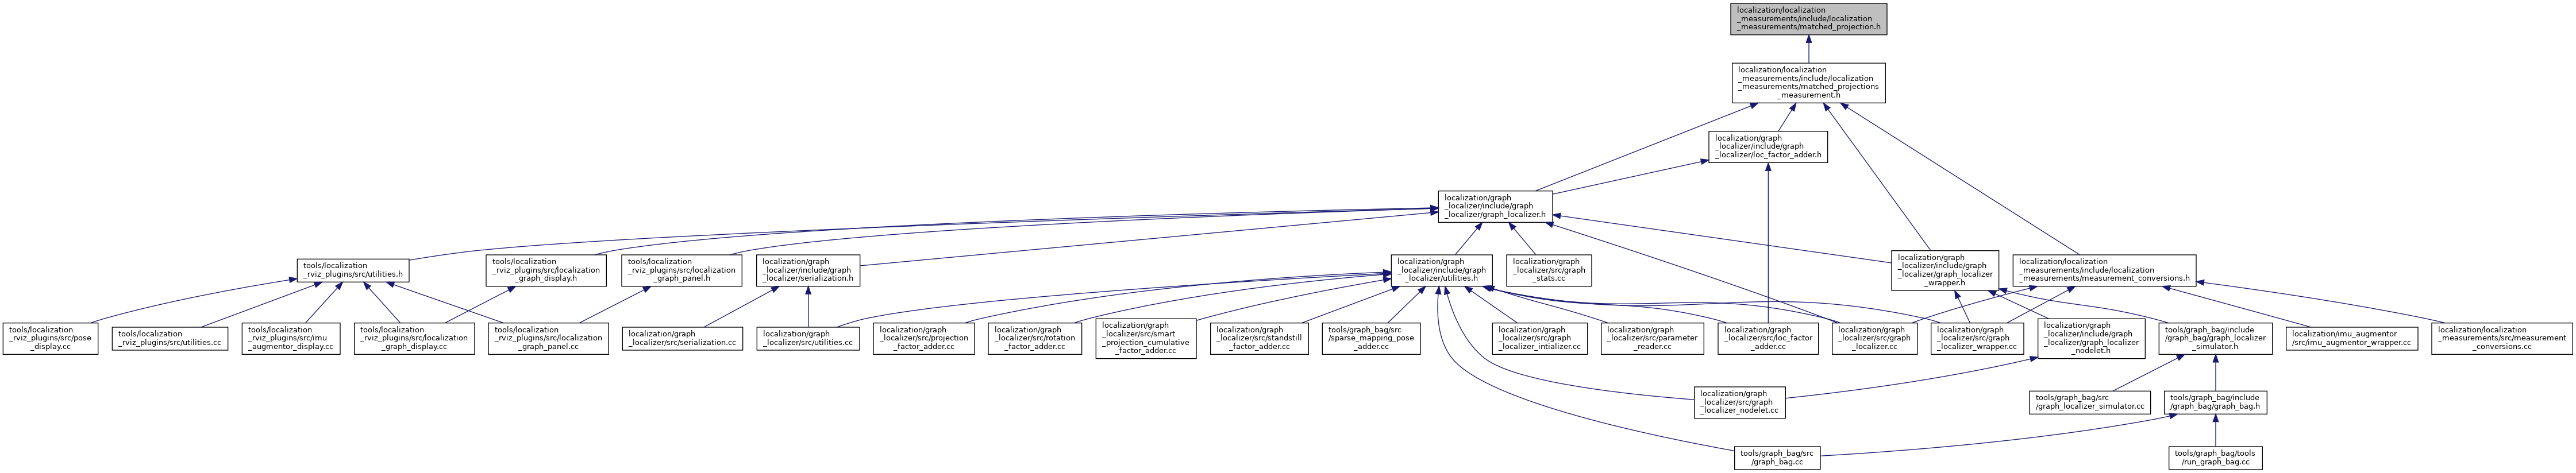 localization/localization
_measurements/include/localization
_measurements/matched_projection.h
localization/localization
_measurements/include/localization
_measurements/matched_projections
_measurement.h
localization/graph
_localizer/include/graph
_localizer/loc_factor_adder.h
localization/graph
_localizer/include/graph
_localizer/graph_localizer.h
tools/localization
_rviz_plugins/src/utilities.h
tools/localization
_rviz_plugins/src/localization
_graph_display.h
tools/localization
_rviz_plugins/src/localization
_graph_panel.h
localization/graph
_localizer/include/graph
_localizer/serialization.h
localization/graph
_localizer/include/graph
_localizer/utilities.h
localization/graph
_localizer/src/graph
_stats.cc
localization/graph
_localizer/include/graph
_localizer/graph_localizer
_wrapper.h
localization/localization
_measurements/include/localization
_measurements/measurement_conversions.h
tools/localization
_rviz_plugins/src/pose
_display.cc
tools/localization
_rviz_plugins/src/utilities.cc
tools/localization
_rviz_plugins/src/imu
_augmentor_display.cc
tools/localization
_rviz_plugins/src/localization
_graph_display.cc
tools/localization
_rviz_plugins/src/localization
_graph_panel.cc
localization/graph
_localizer/src/serialization.cc
localization/graph
_localizer/src/utilities.cc
localization/graph
_localizer/src/projection
_factor_adder.cc
localization/graph
_localizer/src/rotation
_factor_adder.cc
localization/graph
_localizer/src/smart
_projection_cumulative
_factor_adder.cc
localization/graph
_localizer/src/standstill
_factor_adder.cc
tools/graph_bag/src
/sparse_mapping_pose
_adder.cc
localization/graph
_localizer/src/graph
_localizer_intializer.cc
localization/graph
_localizer/src/parameter
_reader.cc
localization/graph
_localizer/src/loc_factor
_adder.cc
localization/graph
_localizer/src/graph
_localizer.cc
localization/graph
_localizer/src/graph
_localizer_wrapper.cc
localization/graph
_localizer/include/graph
_localizer/graph_localizer
_nodelet.h
tools/graph_bag/include
/graph_bag/graph_localizer
_simulator.h
localization/imu_augmentor
/src/imu_augmentor_wrapper.cc
localization/localization
_measurements/src/measurement
_conversions.cc
localization/graph
_localizer/src/graph
_localizer_nodelet.cc
tools/graph_bag/src
/graph_localizer_simulator.cc
tools/graph_bag/include
/graph_bag/graph_bag.h
tools/graph_bag/src
/graph_bag.cc
tools/graph_bag/tools
/run_graph_bag.cc